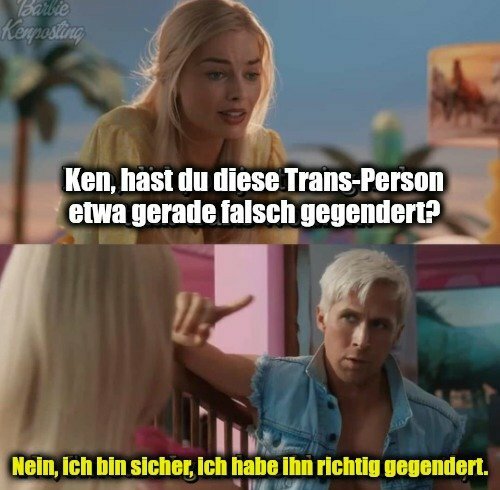 Barbie
Kenposting
Ken, hast du diese Trans-Person
etwa gerade falsch gegendert?
Nein, ich bin sicher, ich habe ihn richtig gegendert.